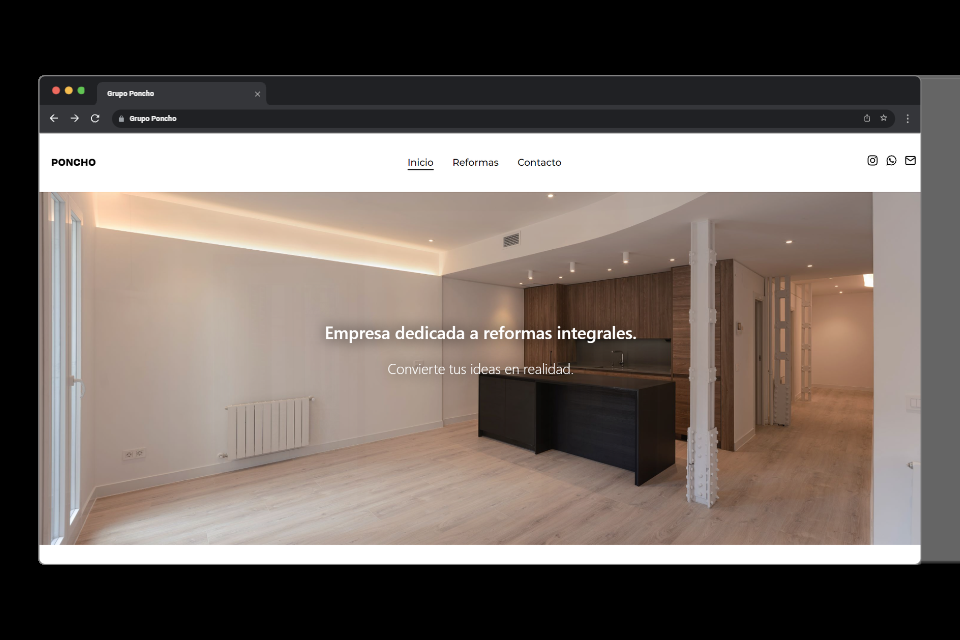 Grupo Poncho
Grupo Poncho
PONCHO
Inicio Reformas Contacto
Empresa dedicada a reformas integrales.
Convierte tus ideas en realidad.